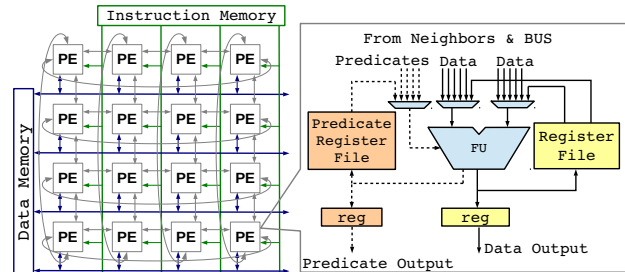 Instruction Memory
From Neighbors & BUS
Predicates Data Data
PE PE PE PE
PE PE PE PE
PE PE PE PE
PE PE PE PE
Data Memory
Predicate
Register
File
FU
Register
File
reg
reg
Data Output
Predicate Output